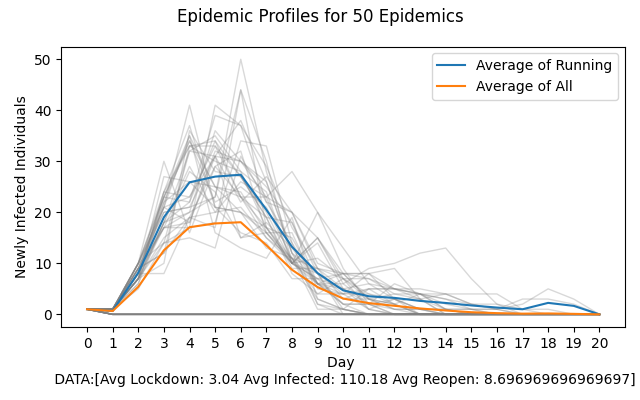 Epidemic Profiles for 50 Epidemics
50
40
30
20
10
0
Newly Infected Individuals
Average of Running
Average of All
0 1 2 3 4 5 6 7 8 9 10 11 12 13 14 15 16 17 18 19 20
Day
DATA:[Avg Lockdown: 3.04 Avg Infected: 110.18 Avg Reopen: 8.696969696969697]